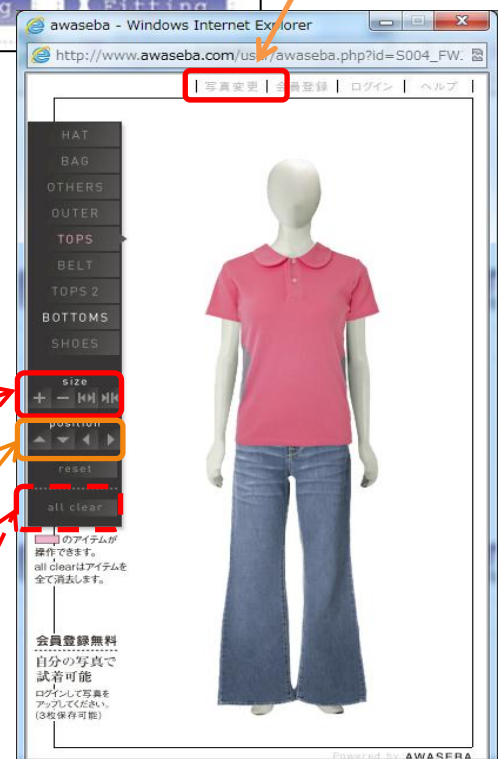 Fitting
awaseba - Windows Internet Explorer
http://www.awaseba.com/user/awaseba.php?id=S004_FW.
写真変更 | 会員登録 | ログイン | ヘルプ
HAT
BAG
OTHERS
OUTER
TOPS
BELT
TOPS 2
BOTTOMS
SHOES
size
position
reset
all clear
のアイテムが
操作できます。
all clearはアイテムを
全て消去します。
会員登録無料
自分の写真で
試着可能
ログインして写真を
アップしてください。
(3枚保存可能)
Powered by AWASEBA